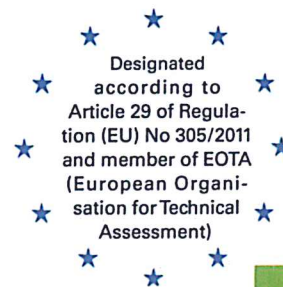 Designated
according to
Article 29 of Regula-
tion (EU) No 305/2011
and member of EOTA
(European Organi-
sation for Technical
Assessment)